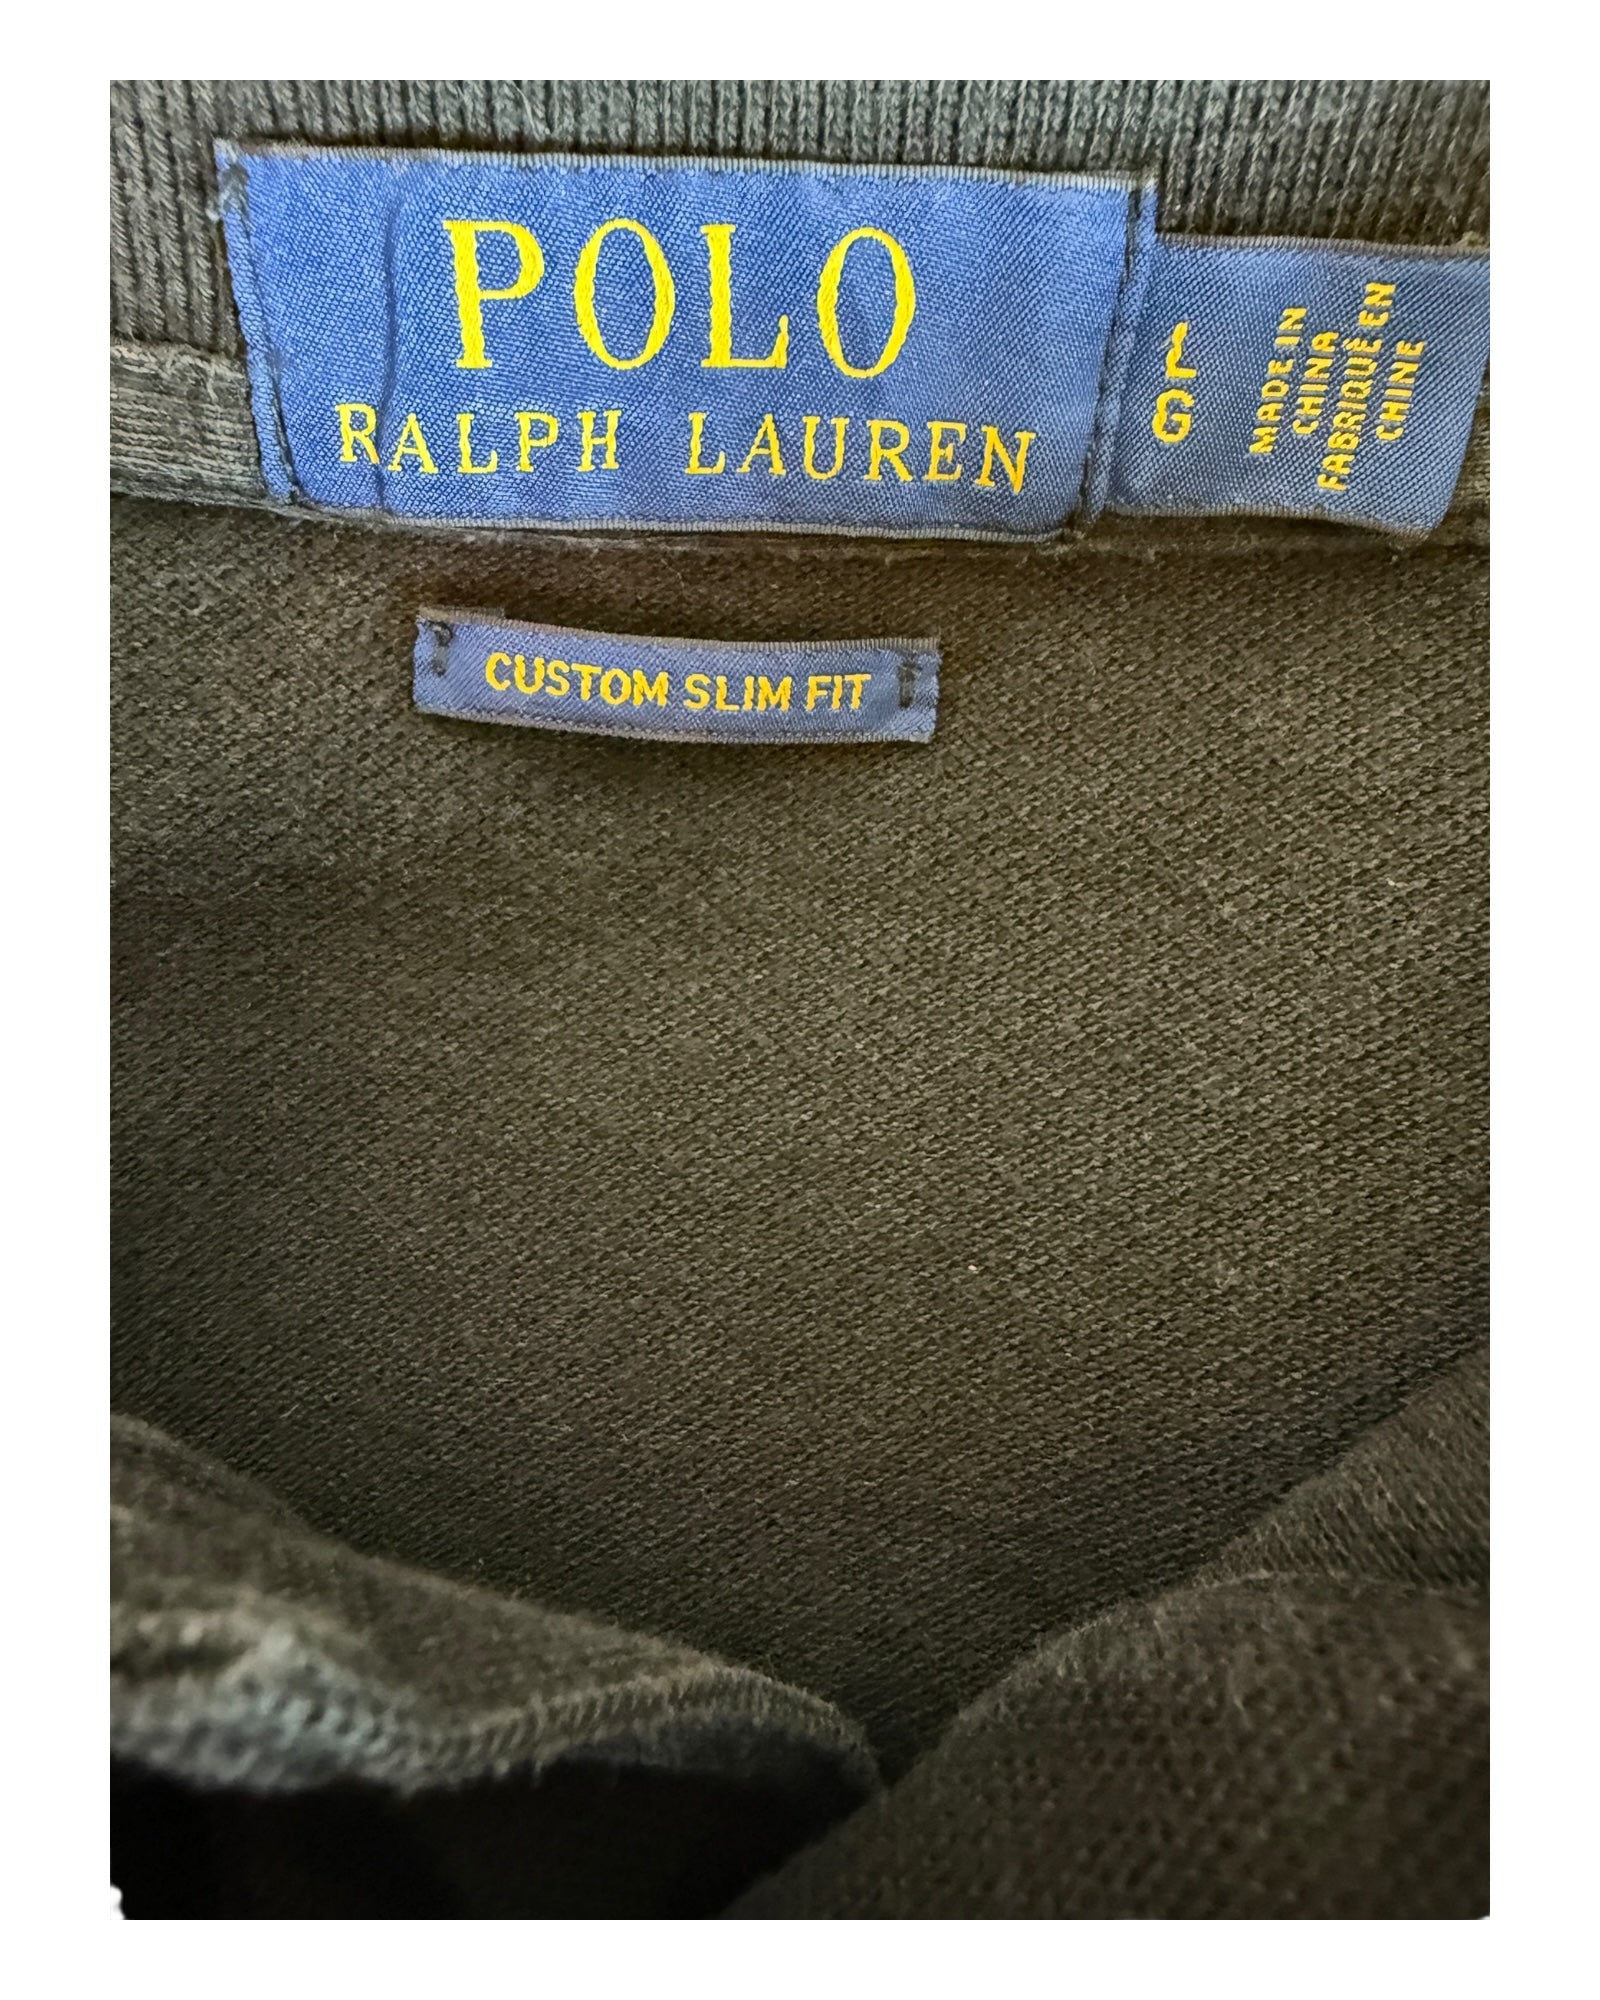 POLO
RALPH LAUREN
L
G
MADE IN
CHINA
FABRIQUÉ EN
CHINE
CUSTOM SLIM FIT